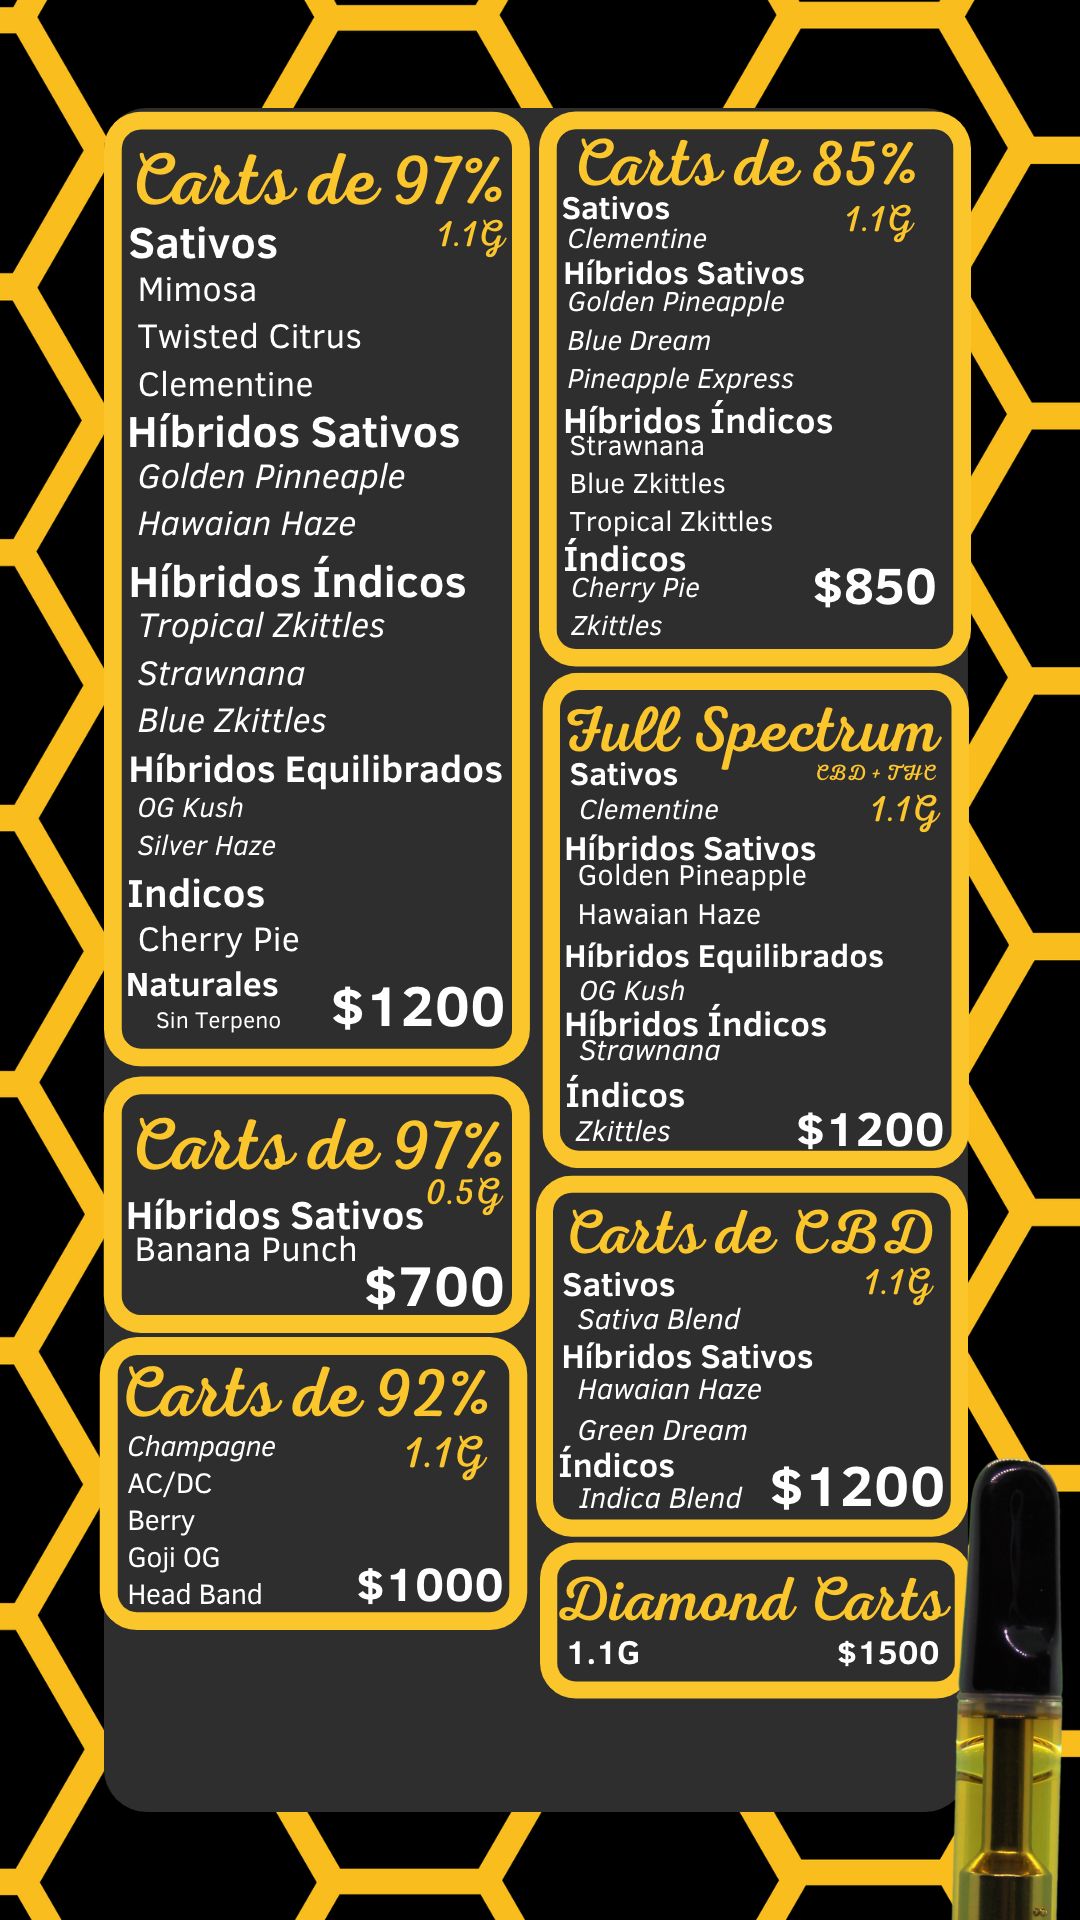 Carts de 97%
1.1G
Sativos
Mimosa
Twisted Citrus
Clementine
Híbridos Sativos
Golden Pinneaple
Hawaian Haze
Híbridos Índicos
Tropical Zkittles
Strawnana
Blue Zkittles
Híbridos Equilibrados
OG Kush
Silver Haze
Indicos
Cherry Pie
Naturales
Sin Terpeno
$1200
Carts de 97%
0.5G
Híbridos Sativos
Banana Punch
$700
Carts de 92%
1.1G
Champagne
AC/DC
Berry
Goji OG
Head Band
$1000
Carts de 85%
1.1G
Sativos
Clementine
Híbridos Sativos
Golden Pineapple
Blue Dream
Pineapple Express
Híbridos Índicos
Strawnana
Blue Zkittles
Tropical Zkittles
Índicos
Cherry Pie
Zkittles
$850
Full Spectrum
CBD + THC
1.1G
Sativos
Clementine
Híbridos Sativos
Golden Pineapple
Hawaian Haze
Híbridos Equilibrados
OG Kush
Híbridos Índicos
Strawnana
Índicos
Zkittles
$1200
Carts de CBD
1.1G
Sativos
Sativa Blend
Híbridos Sativos
Hawaian Haze
Green Dream
Índicos
Indica Blend
$1200
Diamond Carts
1.1G $1500